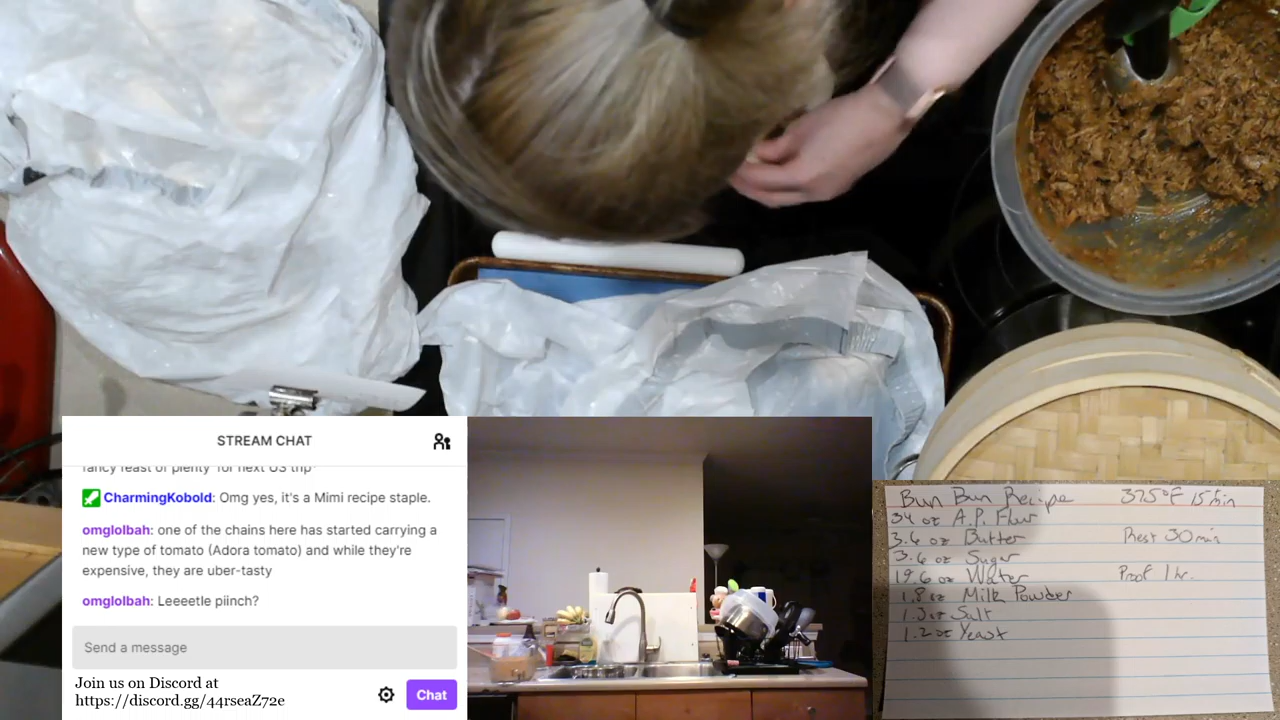 STREAM CHAT
fancy feast of plenty" for next US trip"
CharmingKobold: Omg yes, it's a Mimi recipe staple.
omglolbah: one of the chains here has started carrying a
new type of tomato (Adora tomato) and while they're
expensive, they are uber-tasty
omglolbah: Leeeetle piinch?
Send a message
Join us on Discord at
https://discord.gg/44rseaZ72e
Chat
Bun Bun Recipe 375°F 15 min
34 oz A.P. Flour
3.6 oz Butter Rest 30 min
3.6 oz Sugar
19.6 oz Water Proof 1 hr.
1.8 oz Milk Powder
1.3 oz Salt
1.2 oz Yeast